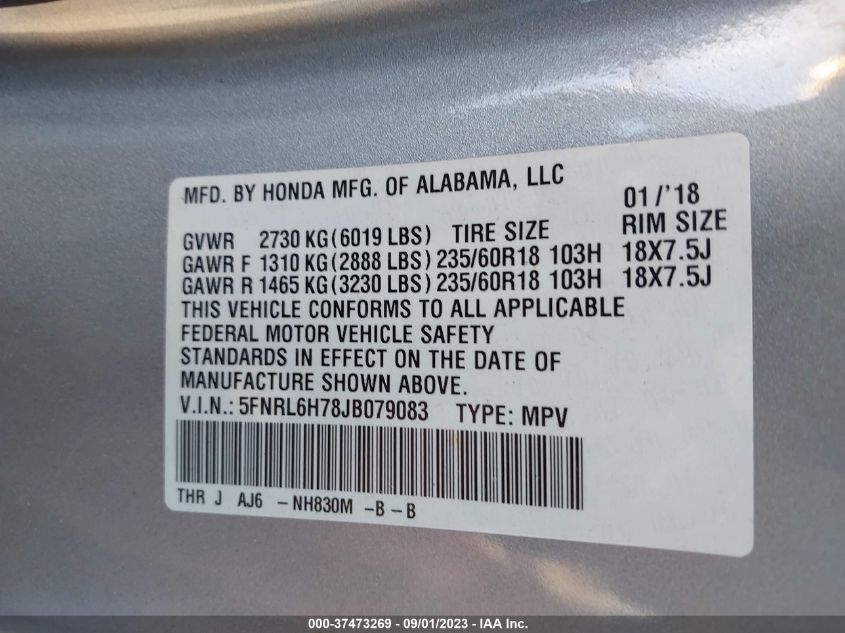 MFD. BY HONDA MFG. OF ALABAMA, LLC 01/'18
GVWR 2730 KG(6019 LBS) TIRE SIZE RIM SIZE
GAWR F 1310 KG(2888 LBS) 235/60R18 103H 18X7.5J
GAWR R 1465 KG(3230 LBS) 235/60R18 103H 18X7.5J
THIS VEHICLE CONFORMS TO ALL APPLICABLE
FEDERAL MOTOR VEHICLE SAFETY
STANDARDS IN EFFECT ON THE DATE OF
MANUFACTURE SHOWN ABOVE.
V.I.N.: 5FNRL6H78JB079083 TYPE: MPV
THR J AJ6 -NH830M -B-B
000-37473269 - 09/01/2023 - IAA Inc.